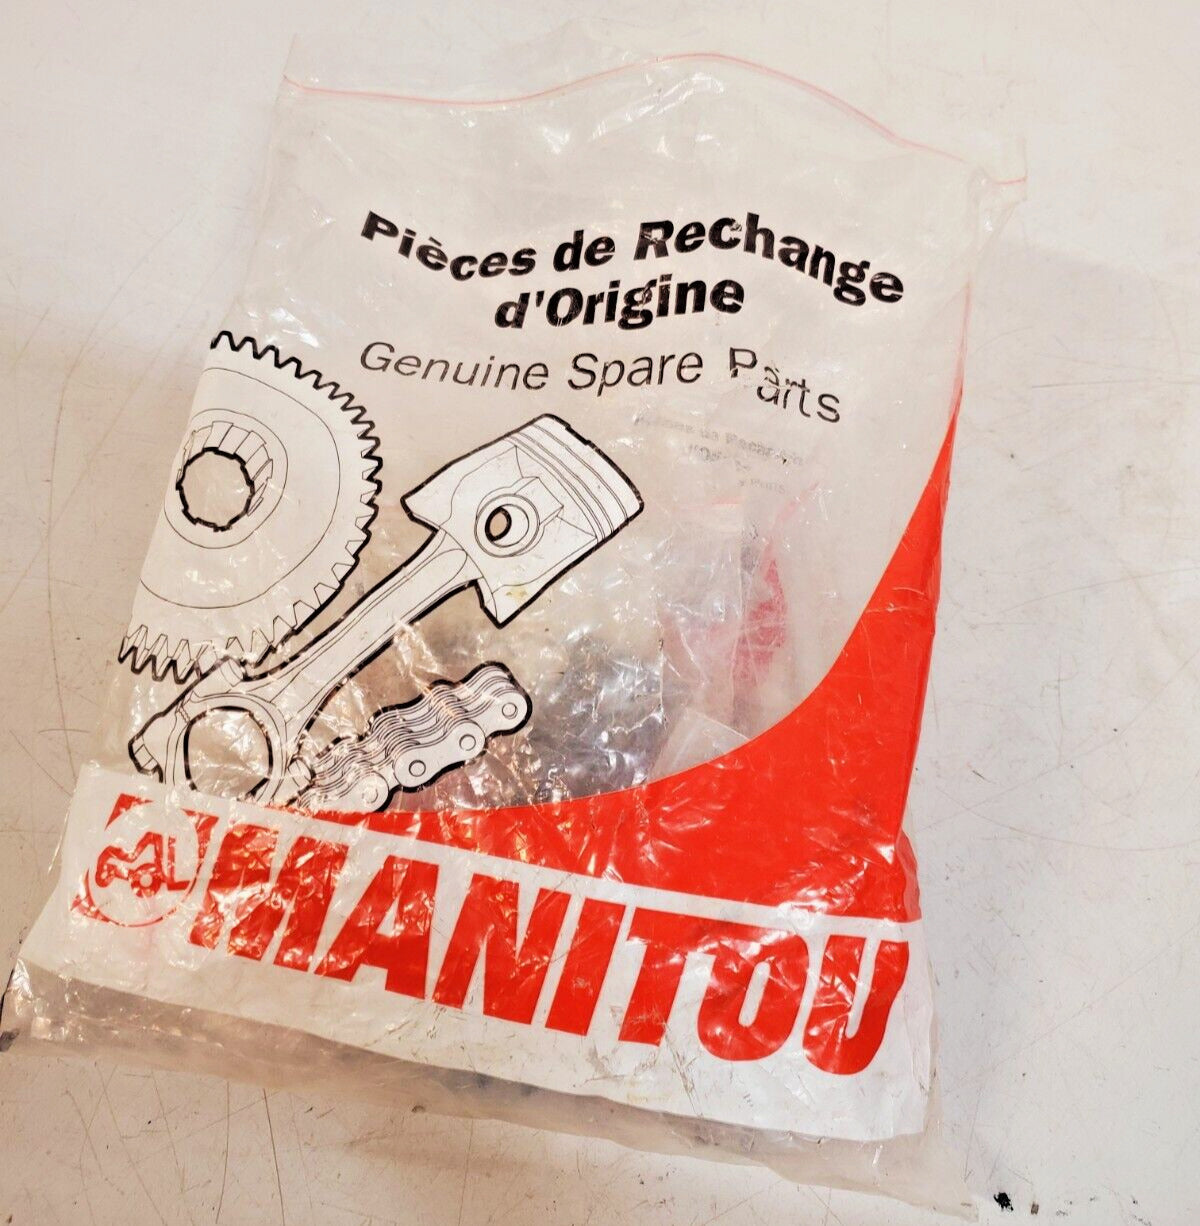 Pièces de Rechange
d'Origine
Genuine Spare Parts
MANITOU